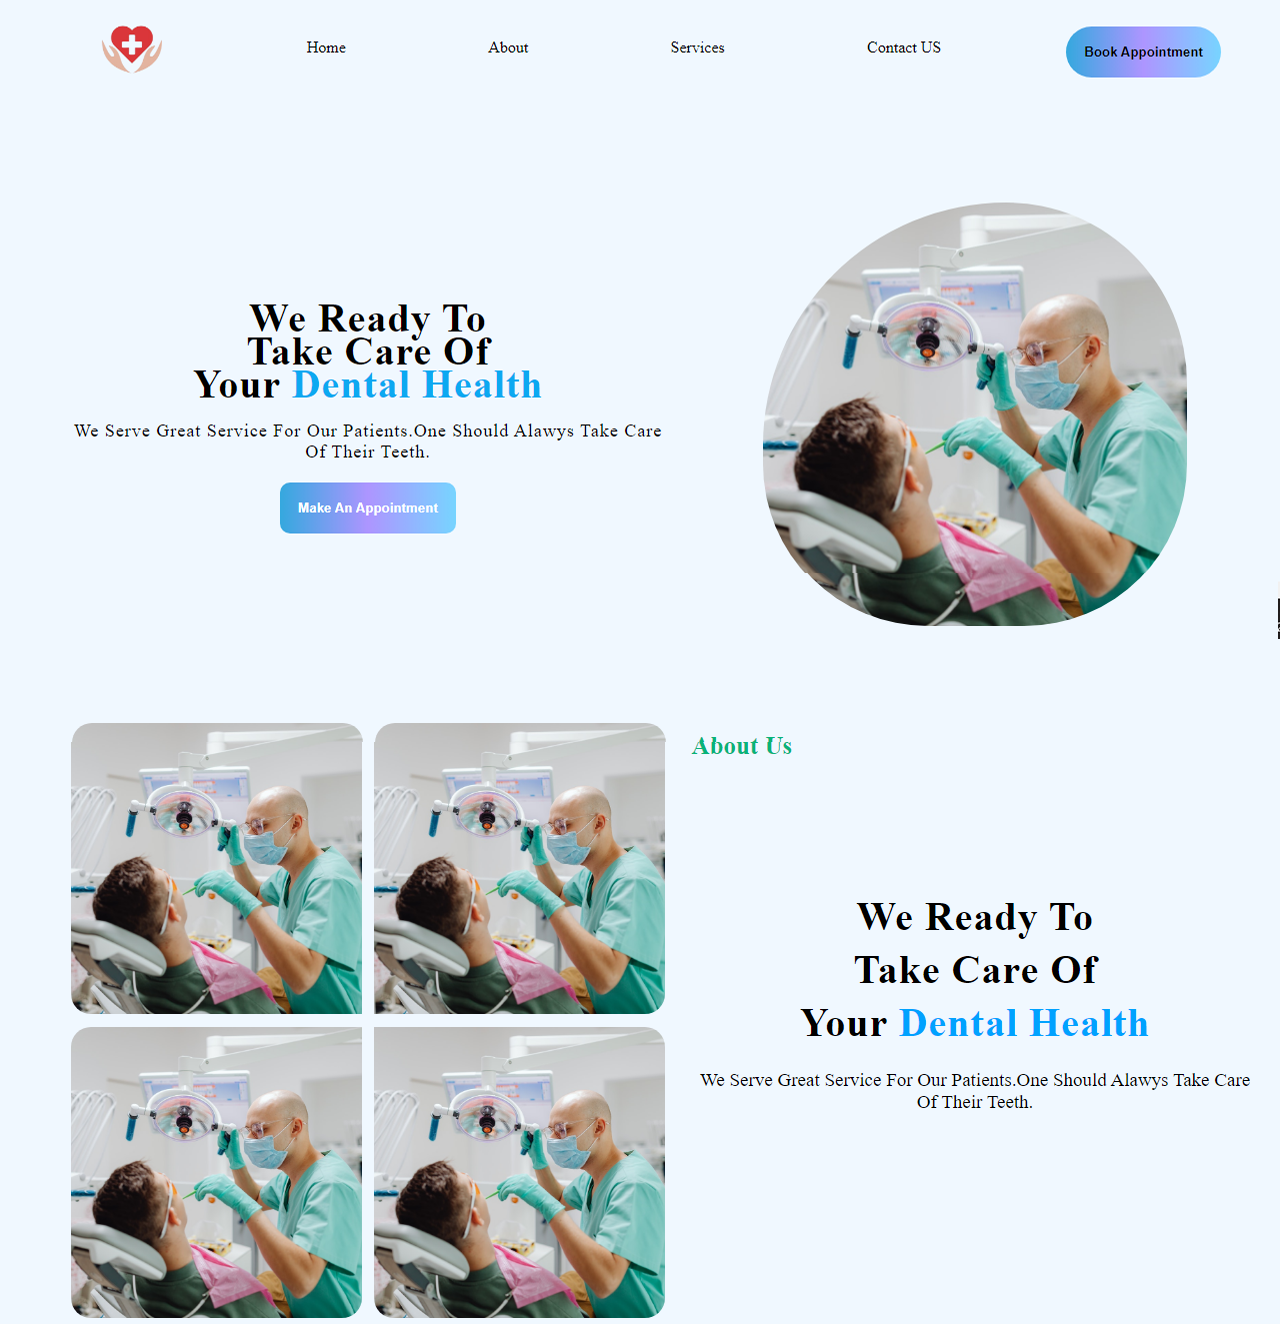 Home
About
Services
Contact US
Book Appointment
We Ready To
Take Care Of
Your Dental Health
We Serve Great Service For Our Patients.One Should Alawys Take Care
Of Their Teeth.
Make An Appointment
About Us
We Ready To
Take Care Of
Your Dental Health
We Serve Great Service For Our Patients.One Should Alawys Take Care
Of Their Teeth.